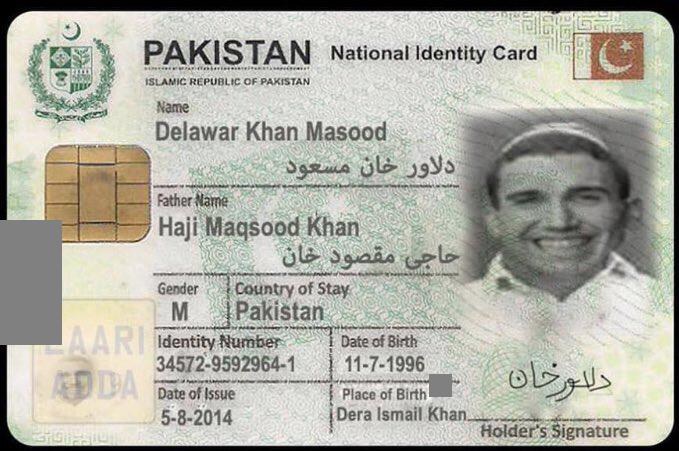 PAKISTAN National Identity Card
ISLAMIC REPUBLIC OF PAKISTAN
Name
Delawar Khan Masood
دلاور خان مسعود
Father Name
Haji Maqsood Khan
حاجی مقصود خان
Gender Country of Stay
M Pakistan
Identity Number Date of Birth
34572-9592964-1 11-7-1996
Date of Issue Place of Birth
5-8-2014 Dera Ismail Khan
LAARI
ADDA
دلاور خان
Holder's Signature